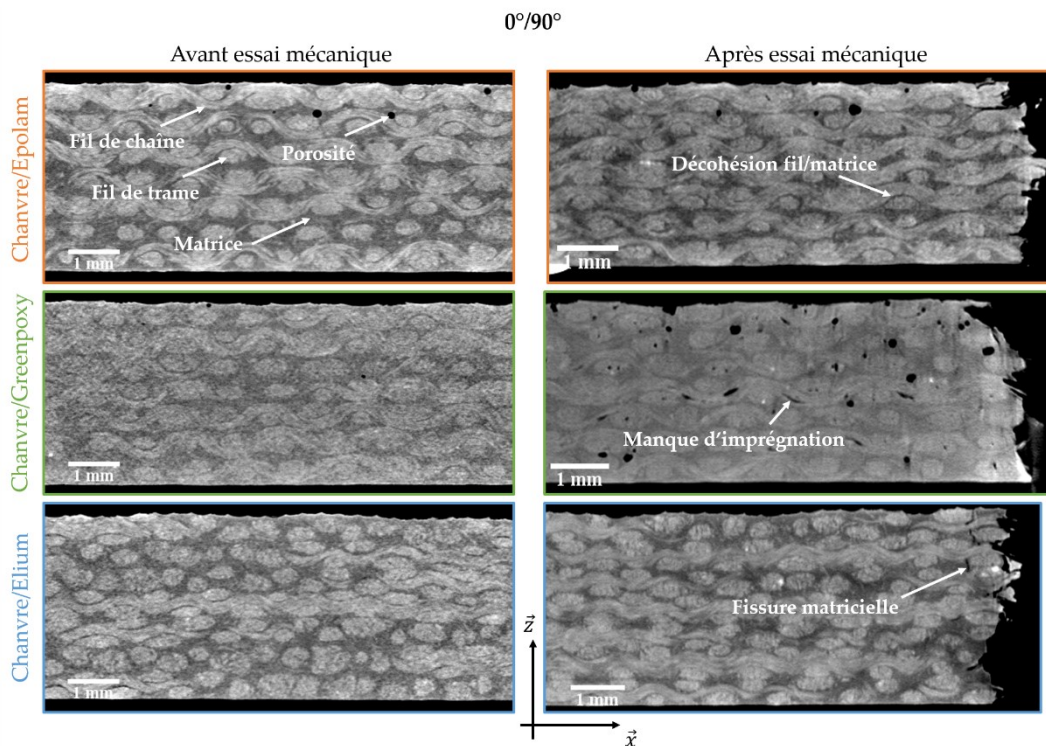 0°/90°
Avant essai mécanique
Après essai mécanique
Chanvre/Epolam
Fil de chaîne
Porosité
Fil de trame
Matrice
1 mm
Décohésion fil/matrice
1 mm
Chanvre/Greenpoxy
1 mm
Manque d'imprégnation
1 mm
Chanvre/Elium
1 mm
Fissure matricielle
1 mm
z⃗
x⃗